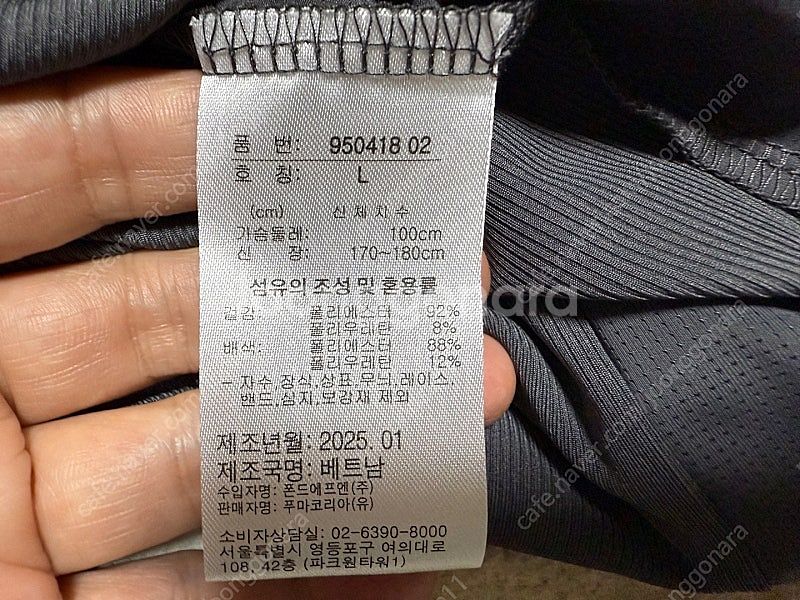 품 번: 950418 02
호 칭: L
(cm) 신 체 치 수
가슴둘레: 100cm
신 장: 170~180cm
섬유의 조성 및 혼용률
겉감: 폴리에스터 92%
폴리우레탄 8%
배색: 폴리에스터 88%
폴리우레탄 12%
- 자수,장식,상표,무늬,레이스,
밴드,심지,보강재 제외
제조년월: 2025. 01
제조국명: 베트남
수입자명: 폰드에프엔(주)
판매자명: 푸마코리아(유)
소비자상담실: 02-6390-8000
서울특별시 영등포구 여의대로
108, 42층 (파크원타워1)
cafe.naver.com